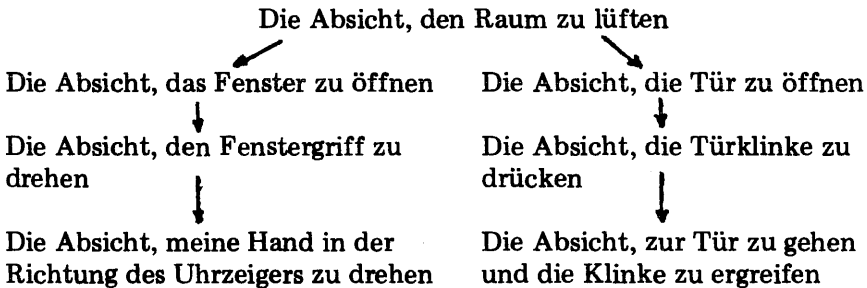 Die Absicht, den Raum zu lüften
Die Absicht, das Fenster zu öffnen
Die Absicht, die Tür zu öffnen
Die Absicht, den Fenstergriff zu
drehen
Die Absicht, die Türklinke zu
drücken
Die Absicht, meine Hand in der
Richtung des Uhrzeigers zu drehen
Die Absicht, zur Tür zu gehen
und die Klinke zu ergreifen